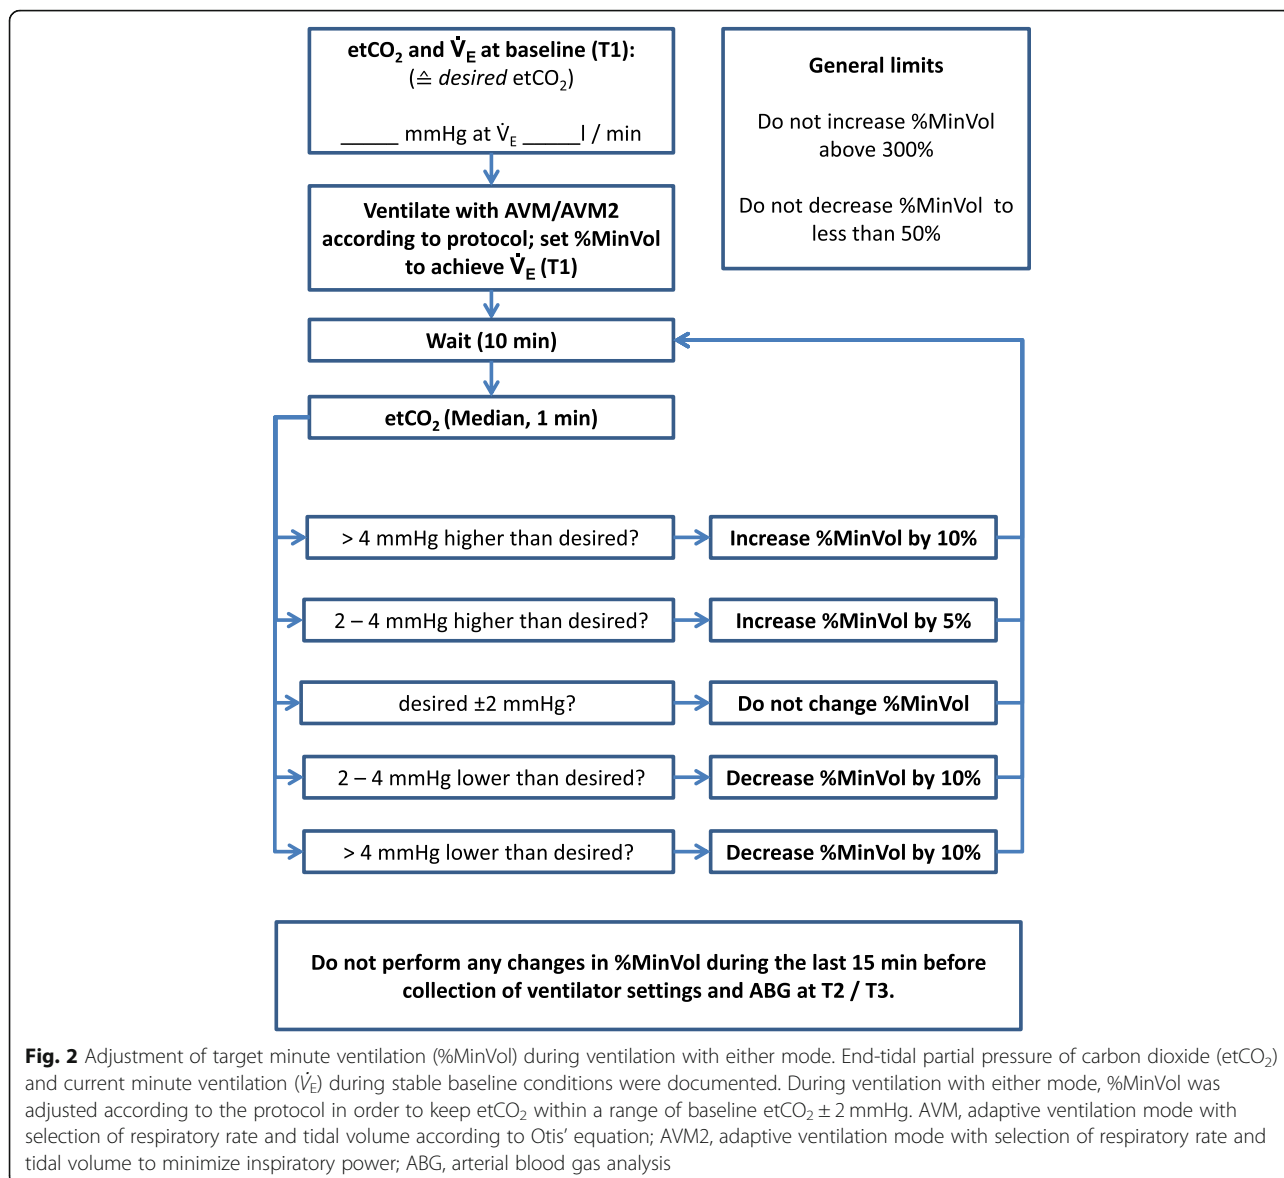 etCO₂ and V̇E at baseline (T1):
(≙ desired etCO₂)
_____ mmHg at V̇E _____l / min
General limits
Do not increase %MinVol
above 300%
Do not decrease %MinVol to
less than 50%
Ventilate with AVM/AVM2
according to protocol; set %MinVol
to achieve V̇E (T1)
Wait (10 min)
etCO₂ (Median, 1 min)
> 4 mmHg higher than desired?
Increase %MinVol by 10%
2 – 4 mmHg higher than desired?
Increase %MinVol by 5%
desired ±2 mmHg?
Do not change %MinVol
2 – 4 mmHg lower than desired?
Decrease %MinVol by 10%
> 4 mmHg lower than desired?
Decrease %MinVol by 10%
Do not perform any changes in %MinVol during the last 15 min before
collection of ventilator settings and ABG at T2 / T3.
Fig. 2 Adjustment of target minute ventilation (%MinVol) during ventilation with either mode. End-tidal partial pressure of carbon dioxide (etCO₂)
and current minute ventilation (V̇E) during stable baseline conditions were documented. During ventilation with either mode, %MinVol was
adjusted according to the protocol in order to keep etCO₂ within a range of baseline etCO₂ ± 2 mmHg. AVM, adaptive ventilation mode with
selection of respiratory rate and tidal volume according to Otis’ equation; AVM2, adaptive ventilation mode with selection of respiratory rate and
tidal volume to minimize inspiratory power; ABG, arterial blood gas analysis